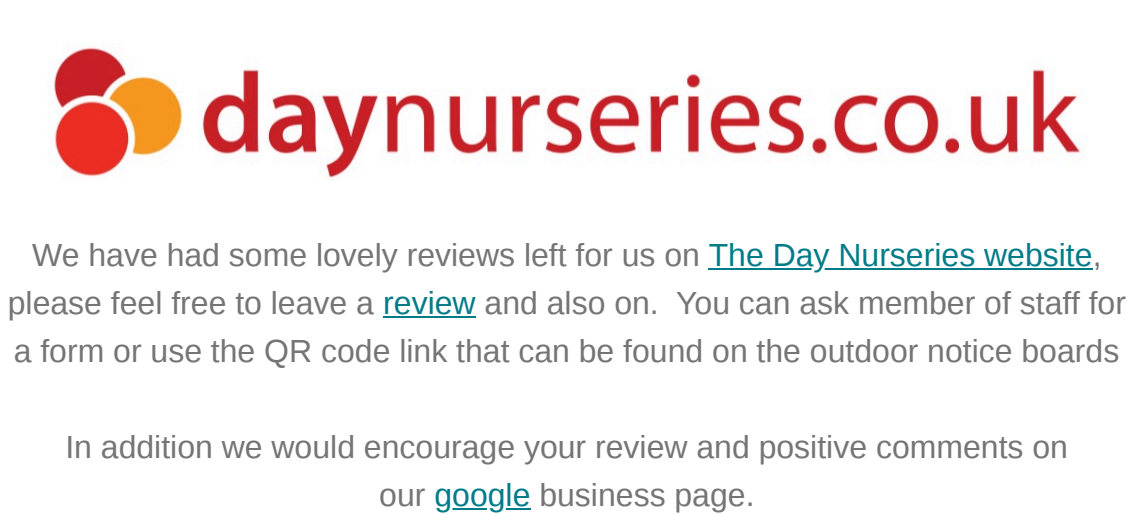 daynurseries.co.uk
We have had some lovely reviews left for us on The Day Nurseries website,
please feel free to leave a review and also on.  You can ask member of staff for
a form or use the QR code link that can be found on the outdoor notice boards
In addition we would encourage your review and positive comments on
our google business page.